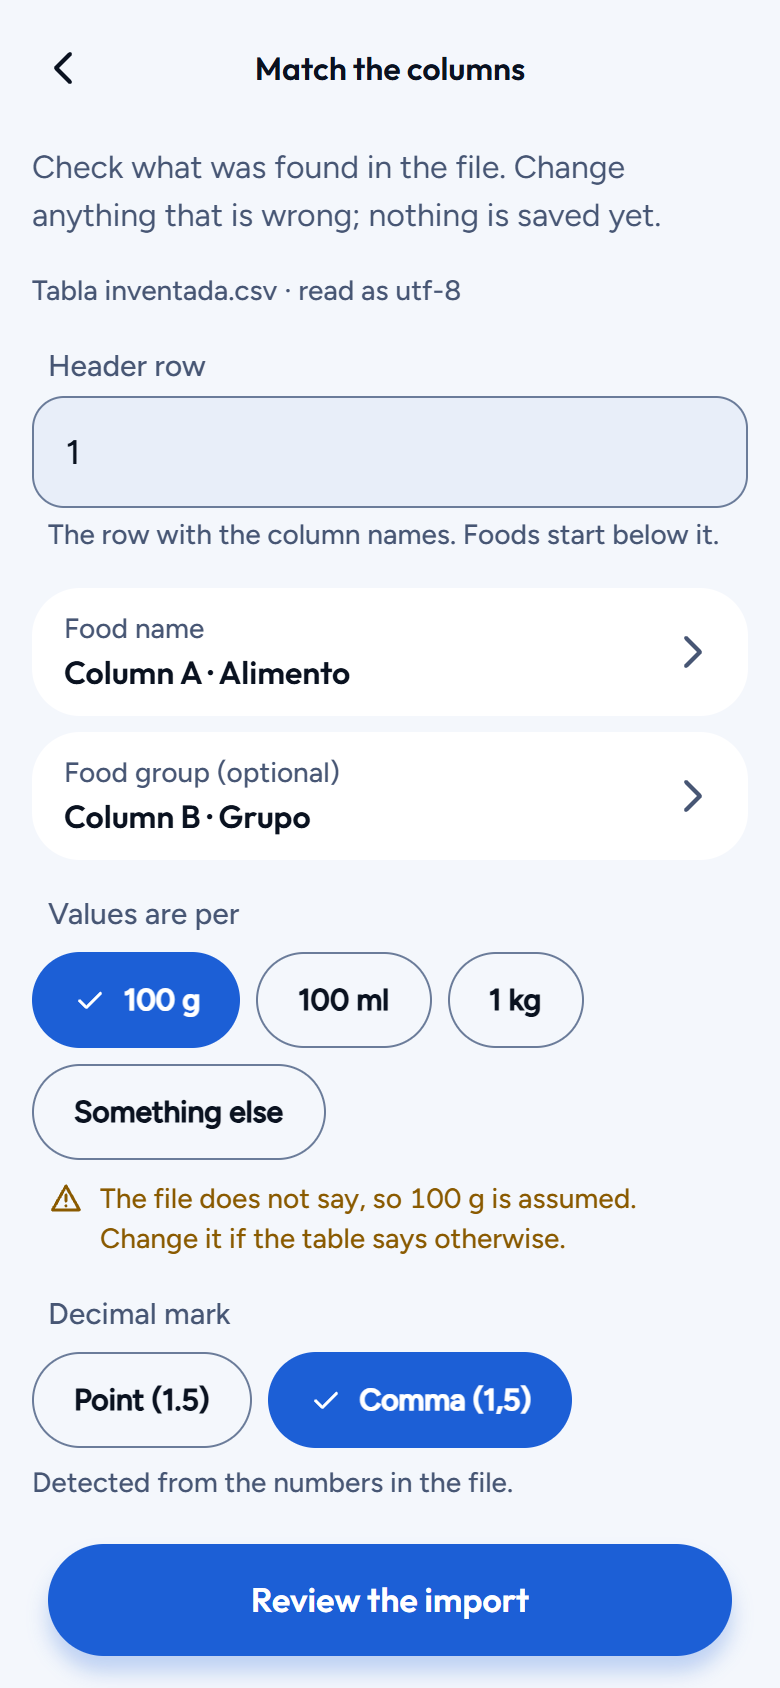 Match the columns
Check what was found in the file. Change
anything that is wrong; nothing is saved yet.
Tabla inventada.csv · read as utf-8
Header row
1
The row with the column names. Foods start below it.
Food name
Column A · Alimento
Food group (optional)
Column B · Grupo
Values are per
100 g
100 ml
1 kg
Something else
The file does not say, so 100 g is assumed.
Change it if the table says otherwise.
Decimal mark
Point (1.5)
Comma (1,5)
Detected from the numbers in the file.
Review the import